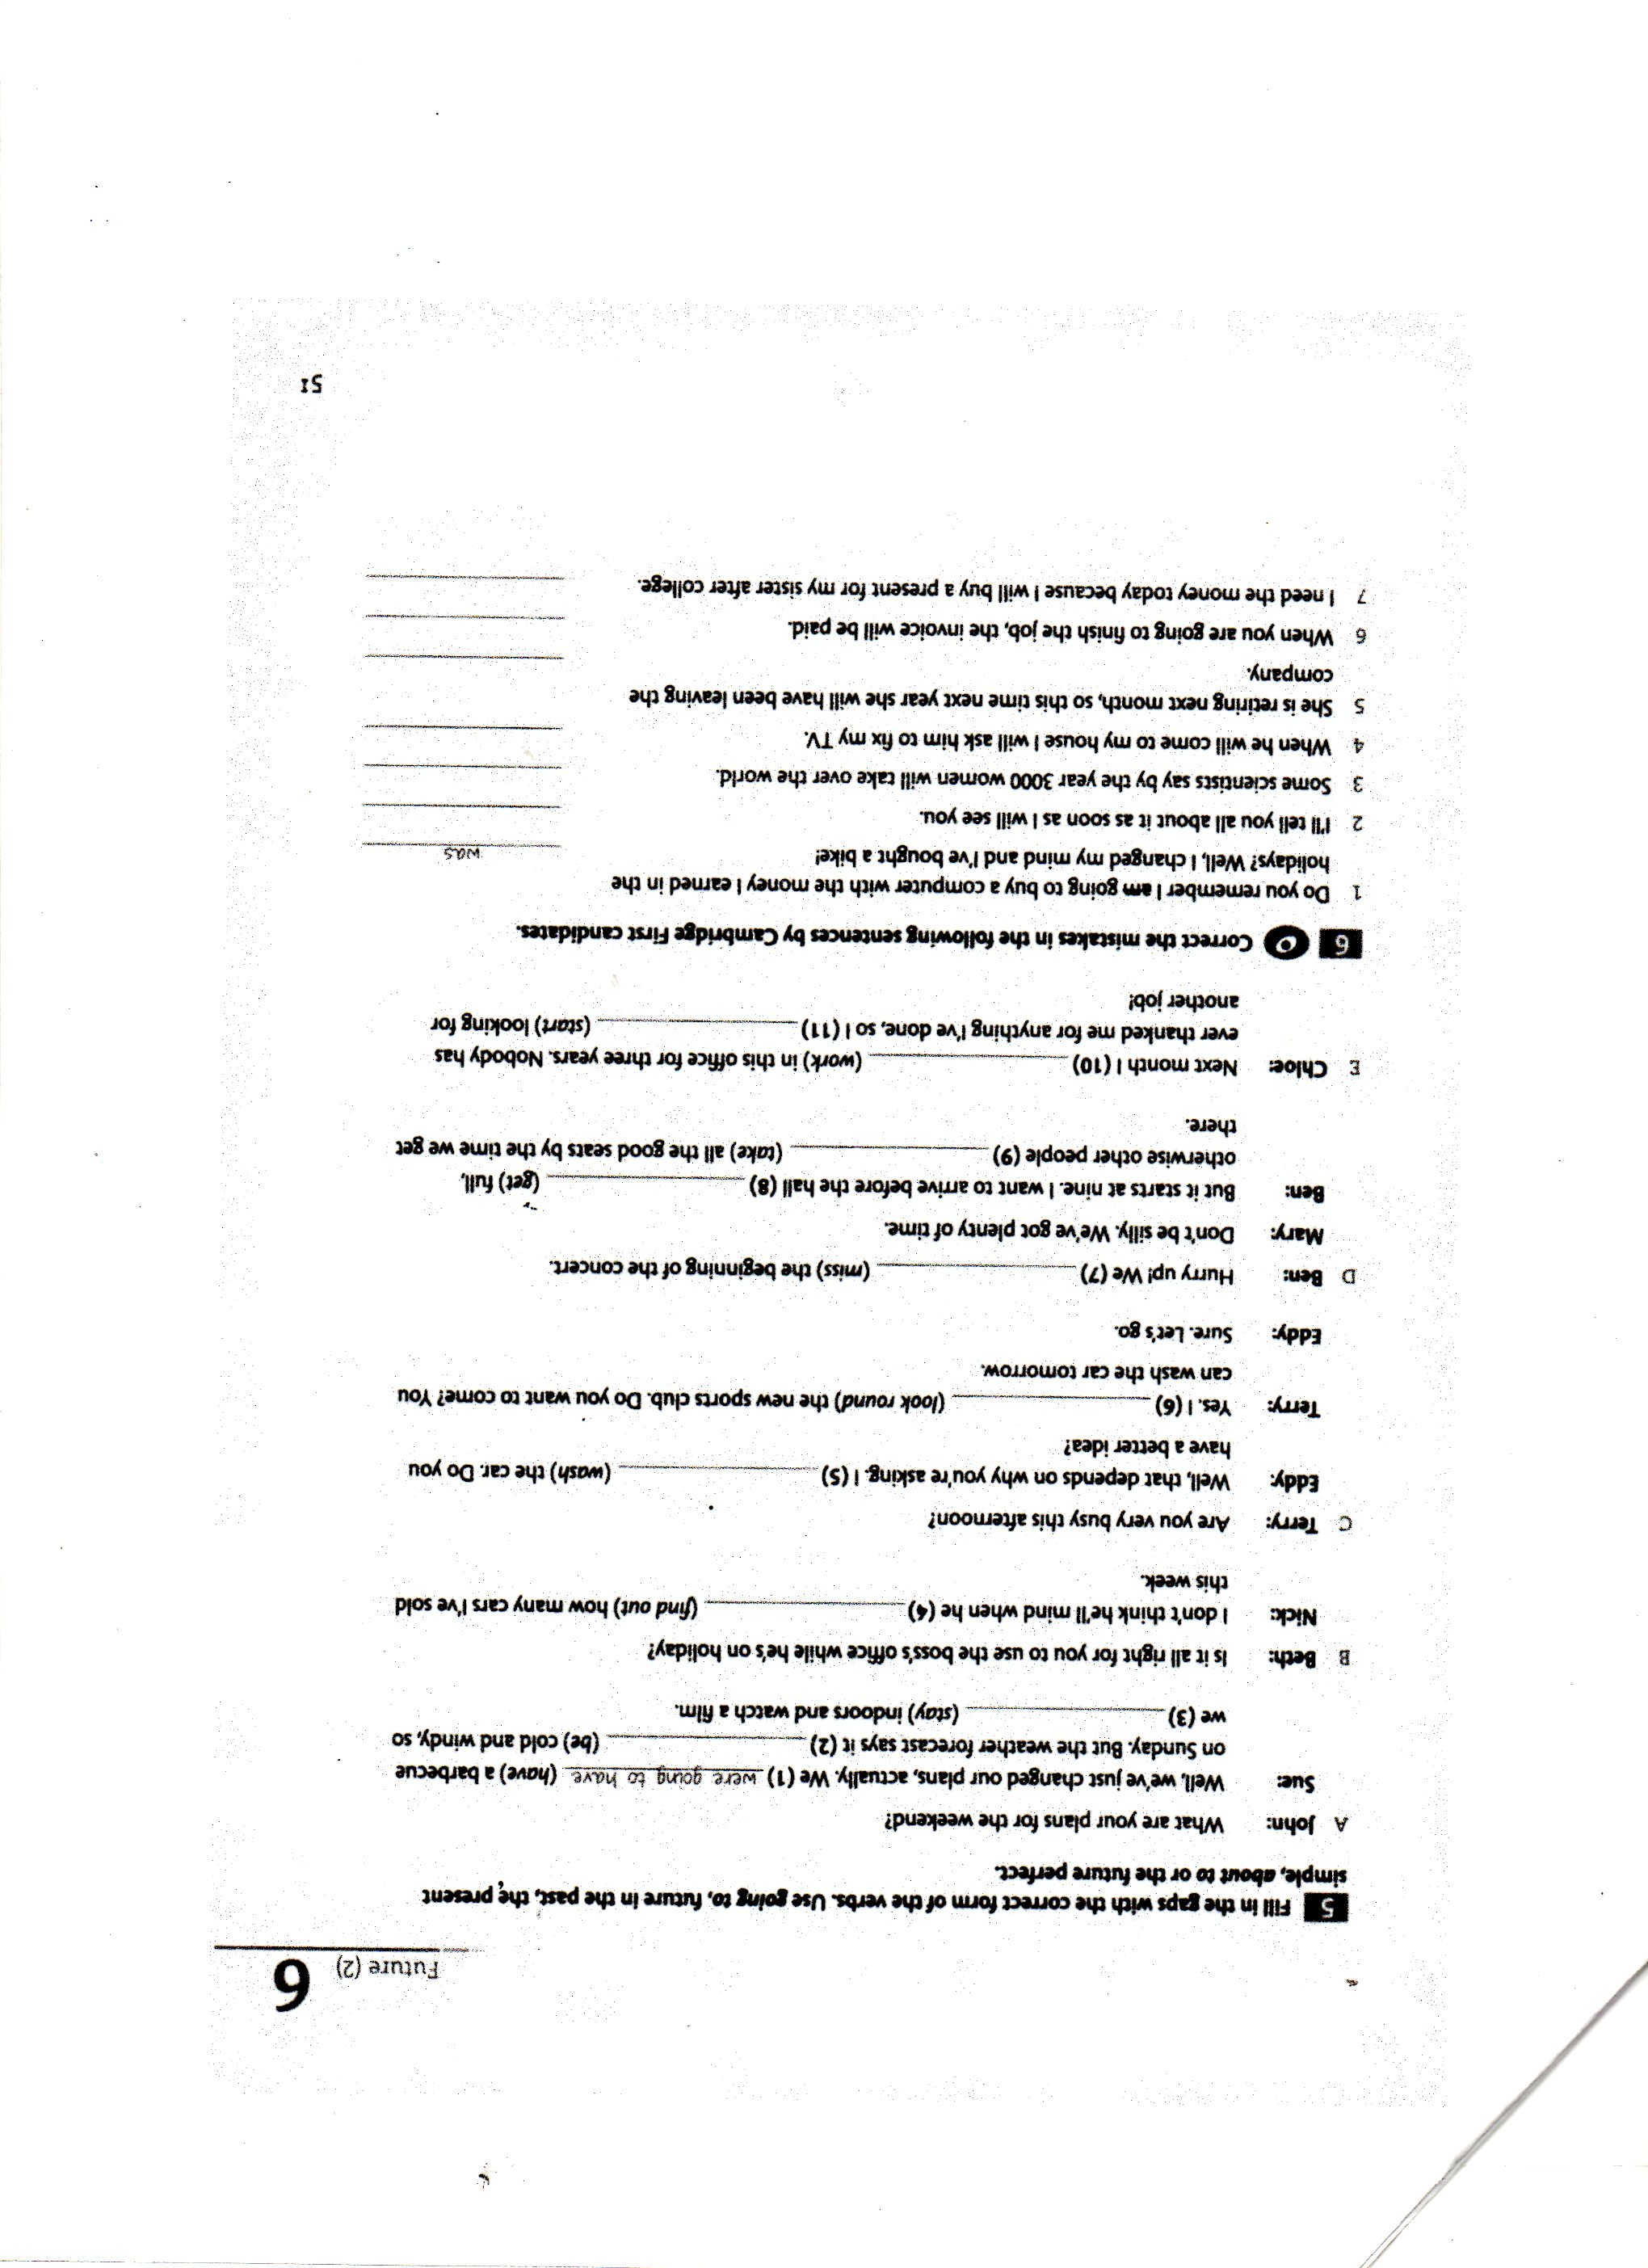 Future (2) 6
5 Fill in the gaps with the correct form of the verbs. Use going to, future in the past, the present
simple, about to or the future perfect.
A John: What are your plans for the weekend?
Sue: Well, we've just changed our plans, actually. We (1) were going to have (have) a barbecue
on Sunday. But the weather forecast says it (2) ____________ (be) cold and windy, so
we (3) ____________ (stay) indoors and watch a film.
B Beth: Is it all right for you to use the boss's office while he's on holiday?
Nick: I don't think he'll mind when he (4) ____________ (find out) how many cars I've sold
this week.
C Terry: Are you very busy this afternoon?
Eddy: Well, that depends on why you're asking. I (5) ____________ (wash) the car. Do you
have a better idea?
Terry: Yes. I (6) ____________ (look round) the new sports club. Do you want to come? You
can wash the car tomorrow.
Eddy: Sure. Let's go.
D Ben: Hurry up! We (7) ____________ (miss) the beginning of the concert.
Mary: Don't be silly. We've got plenty of time.
Ben: But it starts at nine. I want to arrive before the hall (8) ____________ (get) full,
otherwise other people (9) ____________ (take) all the good seats by the time we get
there.
E Chloe: Next month I (10) ____________ (work) in this office for three years. Nobody has
ever thanked me for anything I've done, so I (11) ____________ (start) looking for
another job!
6 Correct the mistakes in the following sentences by Cambridge First candidates.
1 Do you remember I am going to buy a computer with the money I earned in the
holidays? Well, I changed my mind and I've bought a bike! was
2 I'll tell you all about it as soon as I will see you. ____________
3 Some scientists say by the year 3000 women will take over the world. ____________
4 When he will come to my house I will ask him to fix my TV. ____________
5 She is retiring next month, so this time next year she will have been leaving the
company. ____________
6 When you are going to finish the job, the invoice will be paid. ____________
7 I need the money today because I will buy a present for my sister after college. ____________
51